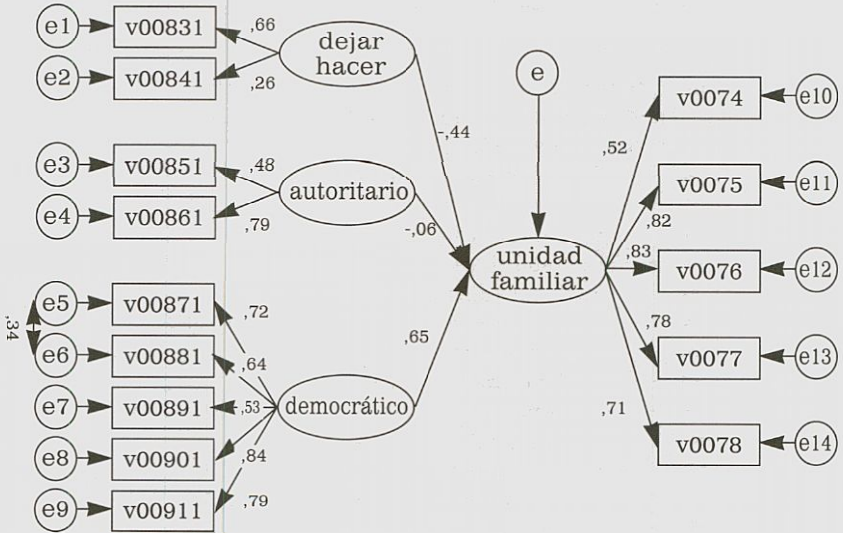 e1
v00831
,66
dejar
hacer
e2
v00841
,26
e
v0074
e10
-,44
,52
e3
v00851
,48
autoritario
v0075
e11
e4
v00861
,79
-,06
,82
unidad
familiar
,83
v0076
e12
e5
v00871
,72
,34
e6
v00881
,64
,65
,78
v0077
e13
e7
v00891
,53
democrático
,71
e8
v00901
,84
v0078
e14
e9
v00911
,79